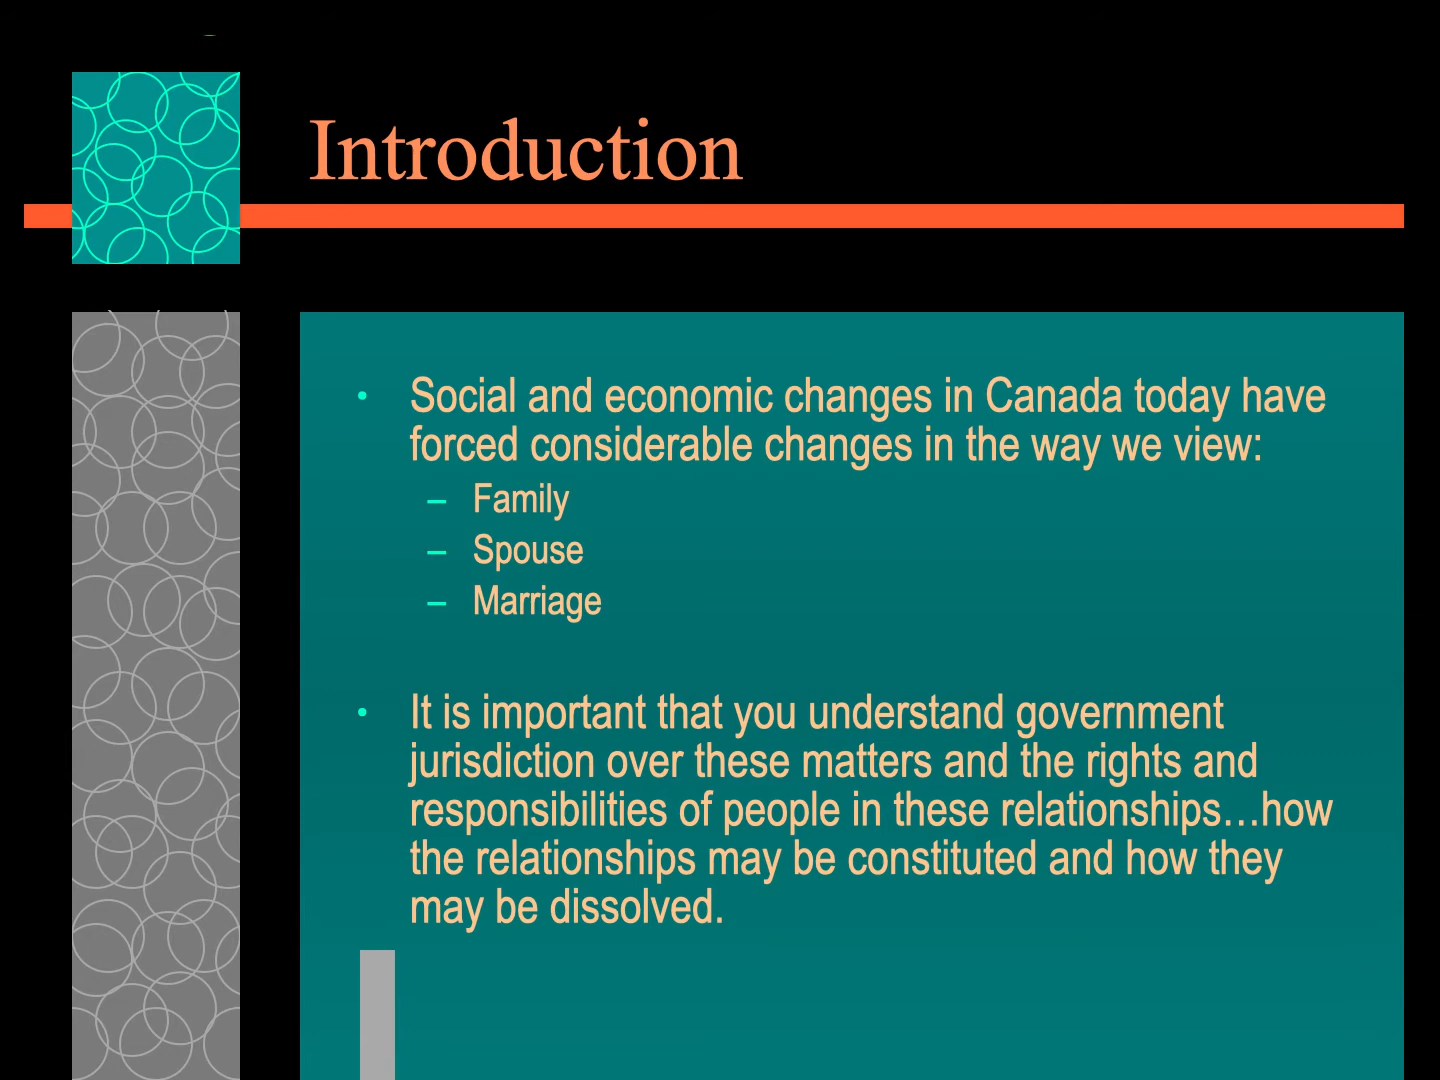 Introduction
• Social and economic changes in Canada today have
forced considerable changes in the way we view:
– Family
– Spouse
– Marriage
• It is important that you understand government
jurisdiction over these matters and the rights and
responsibilities of people in these relationships…how
the relationships may be constituted and how they
may be dissolved.